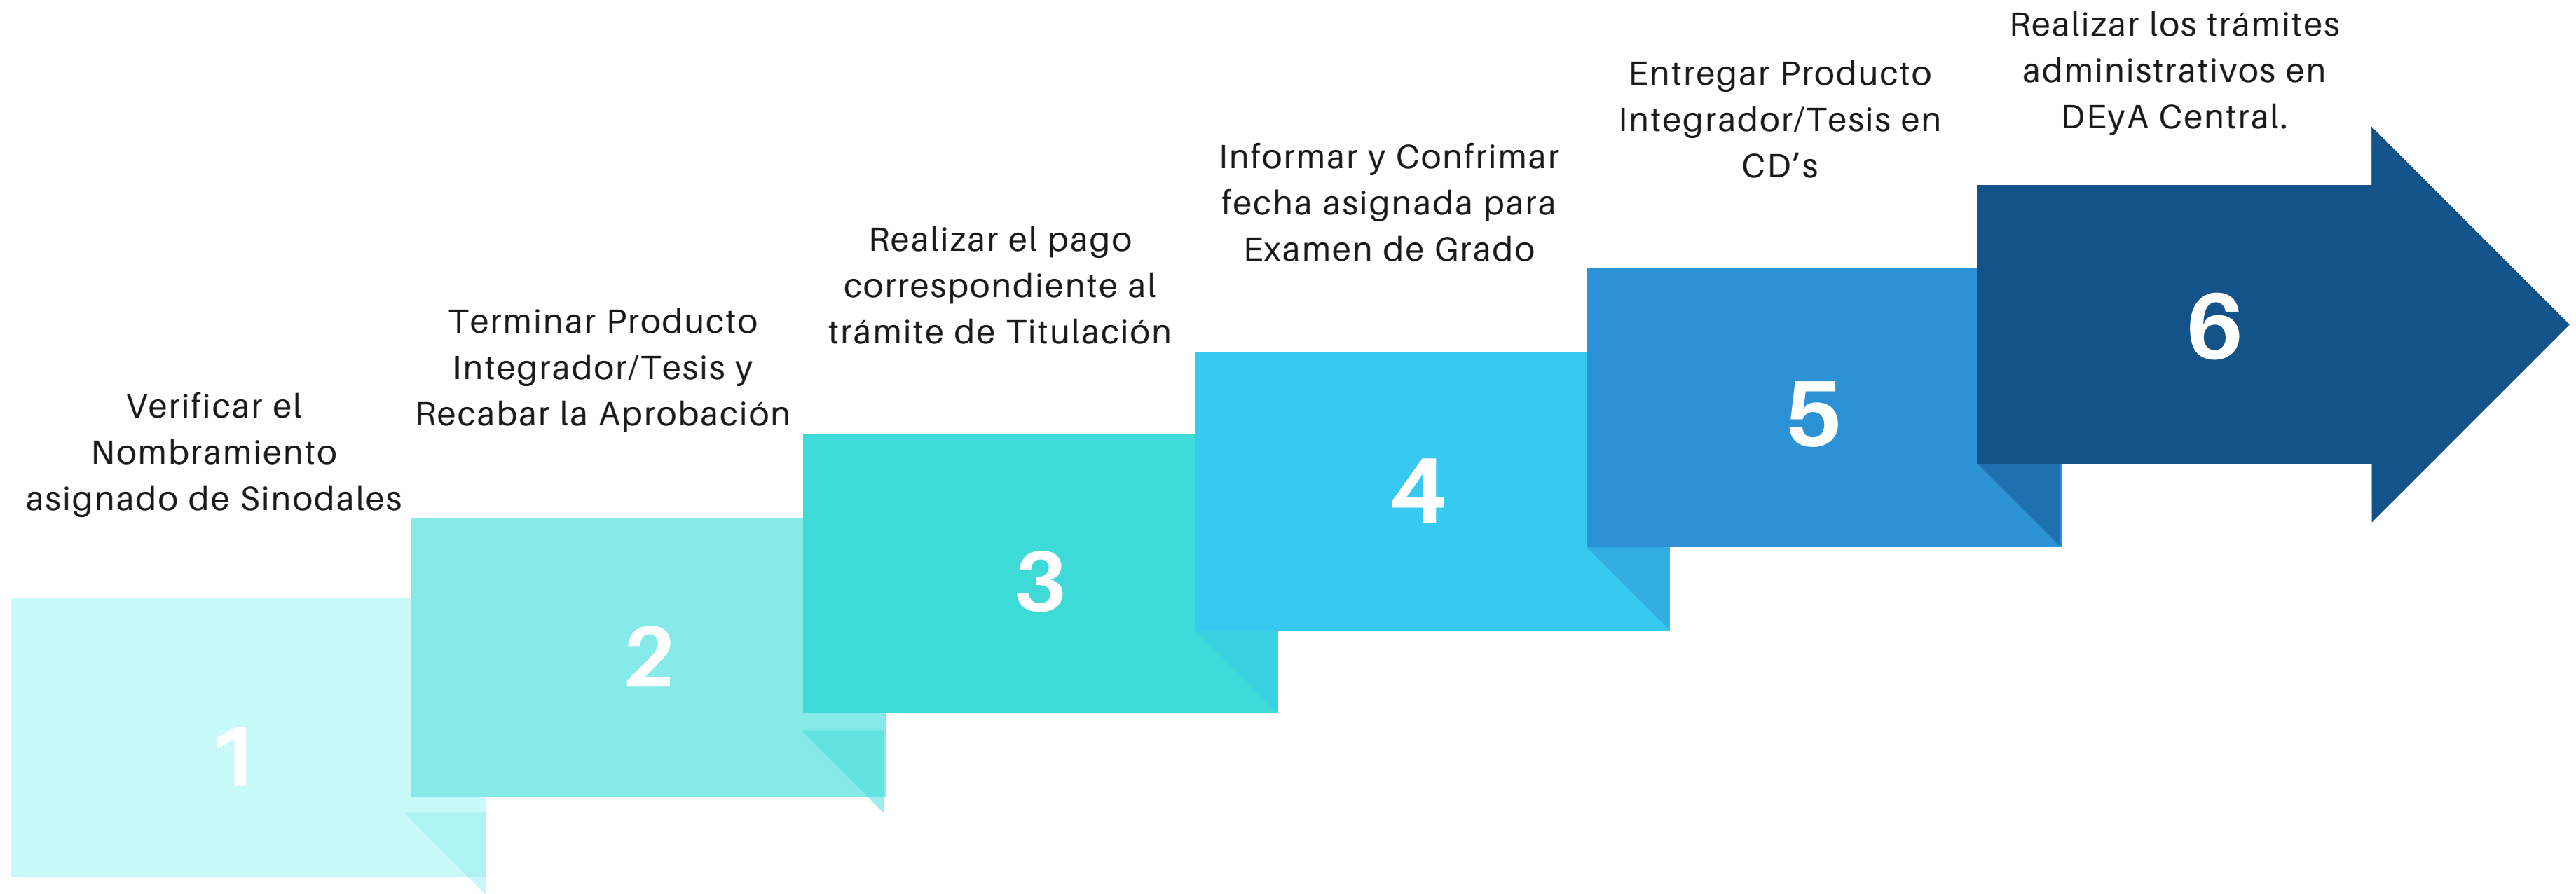 Verificar el
Nombramiento
asignado de Sinodales
1
Terminar Producto
Integrador/Tesis y
Recabar la Aprobación
2
Realizar el pago
correspondiente al
trámite de Titulación
3
Informar y Confrimar
fecha asignada para
Examen de Grado
4
Entregar Producto
Integrador/Tesis en
CD’s
5
Realizar los trámites
administrativos en
DEyA Central.
6